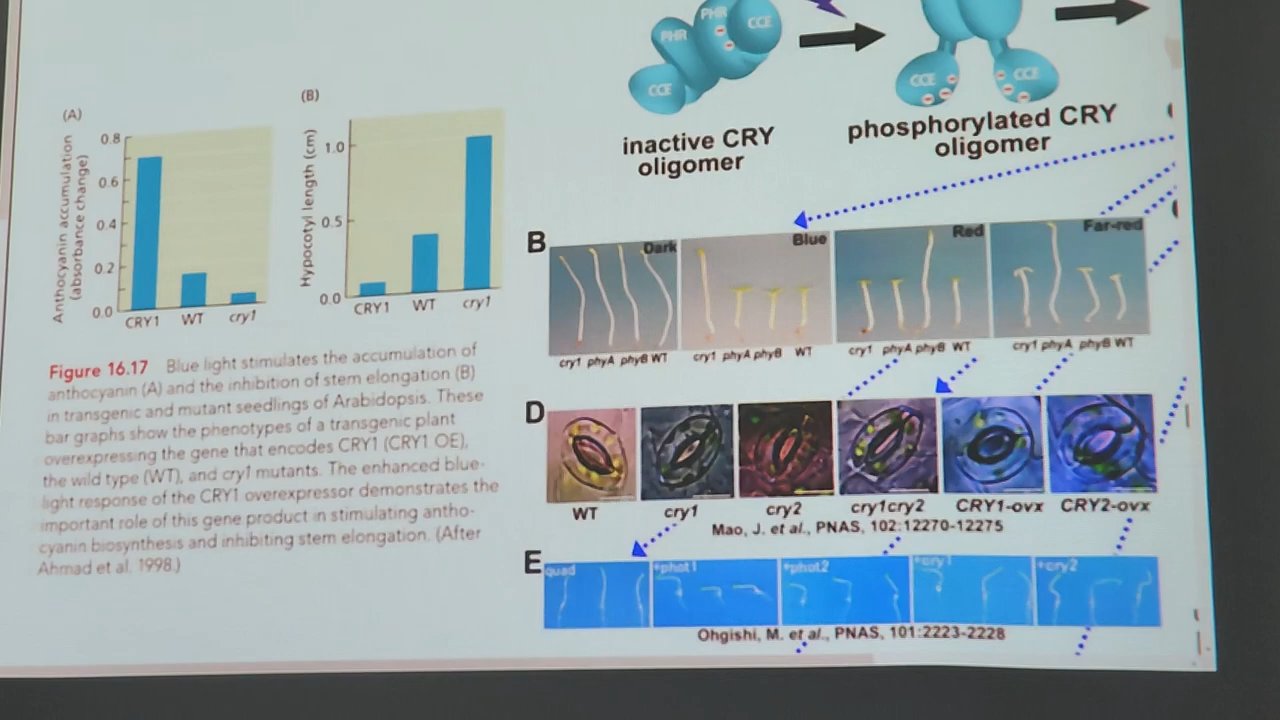 (A)
Anthocyanin accumulation
(absorbance change)
0.8
0.6
0.4
0.2
0.0
CRY1 WT cry1
(B)
Hypocotyl length (cm)
1.0
0.5
0.0
CRY1 WT cry1
Figure 16.17 Blue light stimulates the accumulation of
anthocyanin (A) and the inhibition of stem elongation (B)
in transgenic and mutant seedlings of Arabidopsis. These
bar graphs show the phenotypes of a transgenic plant
overexpressing the gene that encodes CRY1 (CRY1 OE),
the wild type (WT), and cry1 mutants. The enhanced blue-
light response of the CRY1 overexpressor demonstrates the
important role of this gene product in stimulating antho-
cyanin biosynthesis and inhibiting stem elongation. (After
Ahmad et al. 1998.)
PHR
PHR
CCE
CCE
inactive CRY
oligomer
CCE
CCE
phosphorylated CRY
oligomer
B
Dark
Blue
Red
Far-red
cry1 phyA phyB WT
cry1 phyA phyB WT
cry1 phyA phyB WT
cry1 phyA phyB WT
D
WT cry1 cry2 cry1cry2 CRY1-ovx CRY2-ovx
Mao, J. et al., PNAS, 102:12270-12275
E
quad +phot1 +phot2 +cry1 +cry2
Ohgishi, M. et al., PNAS, 101:2223-2228